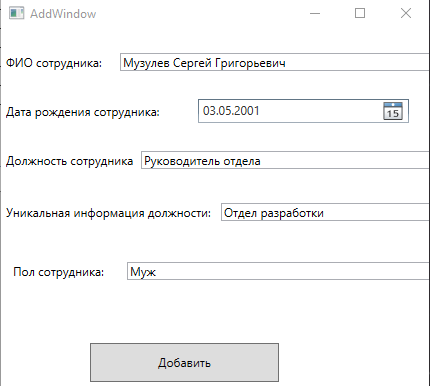 AddWindow
ФИО сотрудника: Музулев Сергей Григорьевич
Дата рождения сотрудника: 03.05.2001 15
Должность сотрудника Руководитель отдела
Уникальная информация должности: Отдел разработки
Пол сотрудника: Муж
Добавить